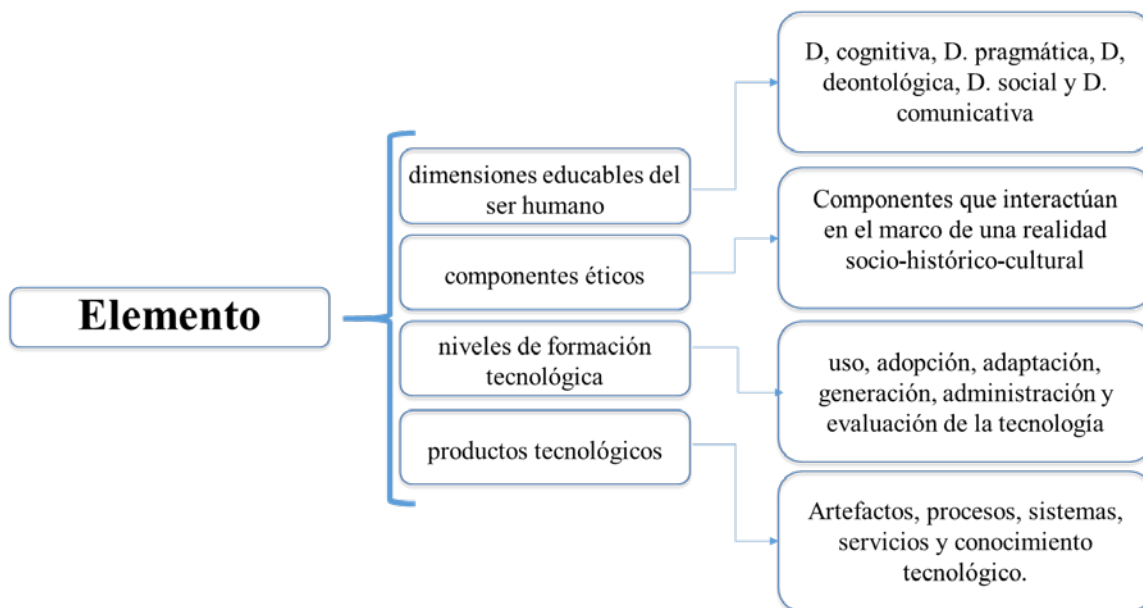 Elemento
dimensiones educables del
ser humano
componentes éticos
niveles de formación
tecnológica
productos tecnológicos
D, cognitiva, D. pragmática, D,
deontológica, D. social y D.
comunicativa
Componentes que interactúan
en el marco de una realidad
socio-histórico-cultural
uso, adopción, adaptación,
generación, administración y
evaluación de la tecnología
Artefactos, procesos, sistemas,
servicios y conocimiento
tecnológico.